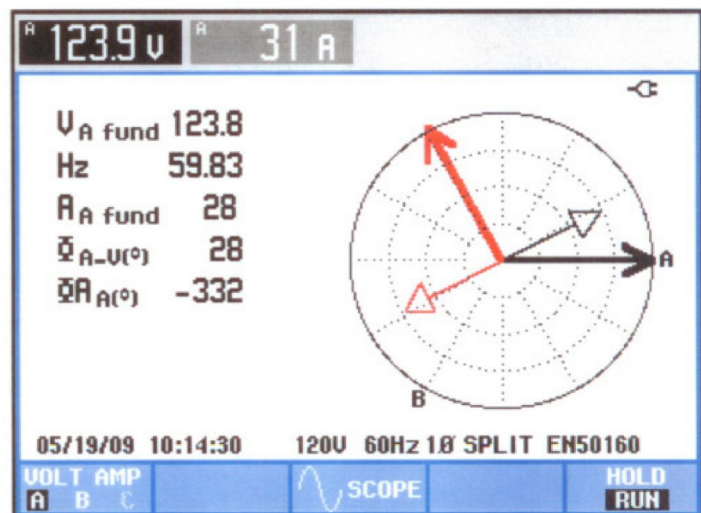 A 123.9 V A 31 A
V A fund 123.8
Hz 59.83
A A fund 28
Φ A-V(°) 28
ΦA A(°) -332
A
B
05/19/09 10:14:30 120V 60Hz 1Ø SPLIT EN50160
VOLT AMP
A B C
SCOPE
HOLD
RUN